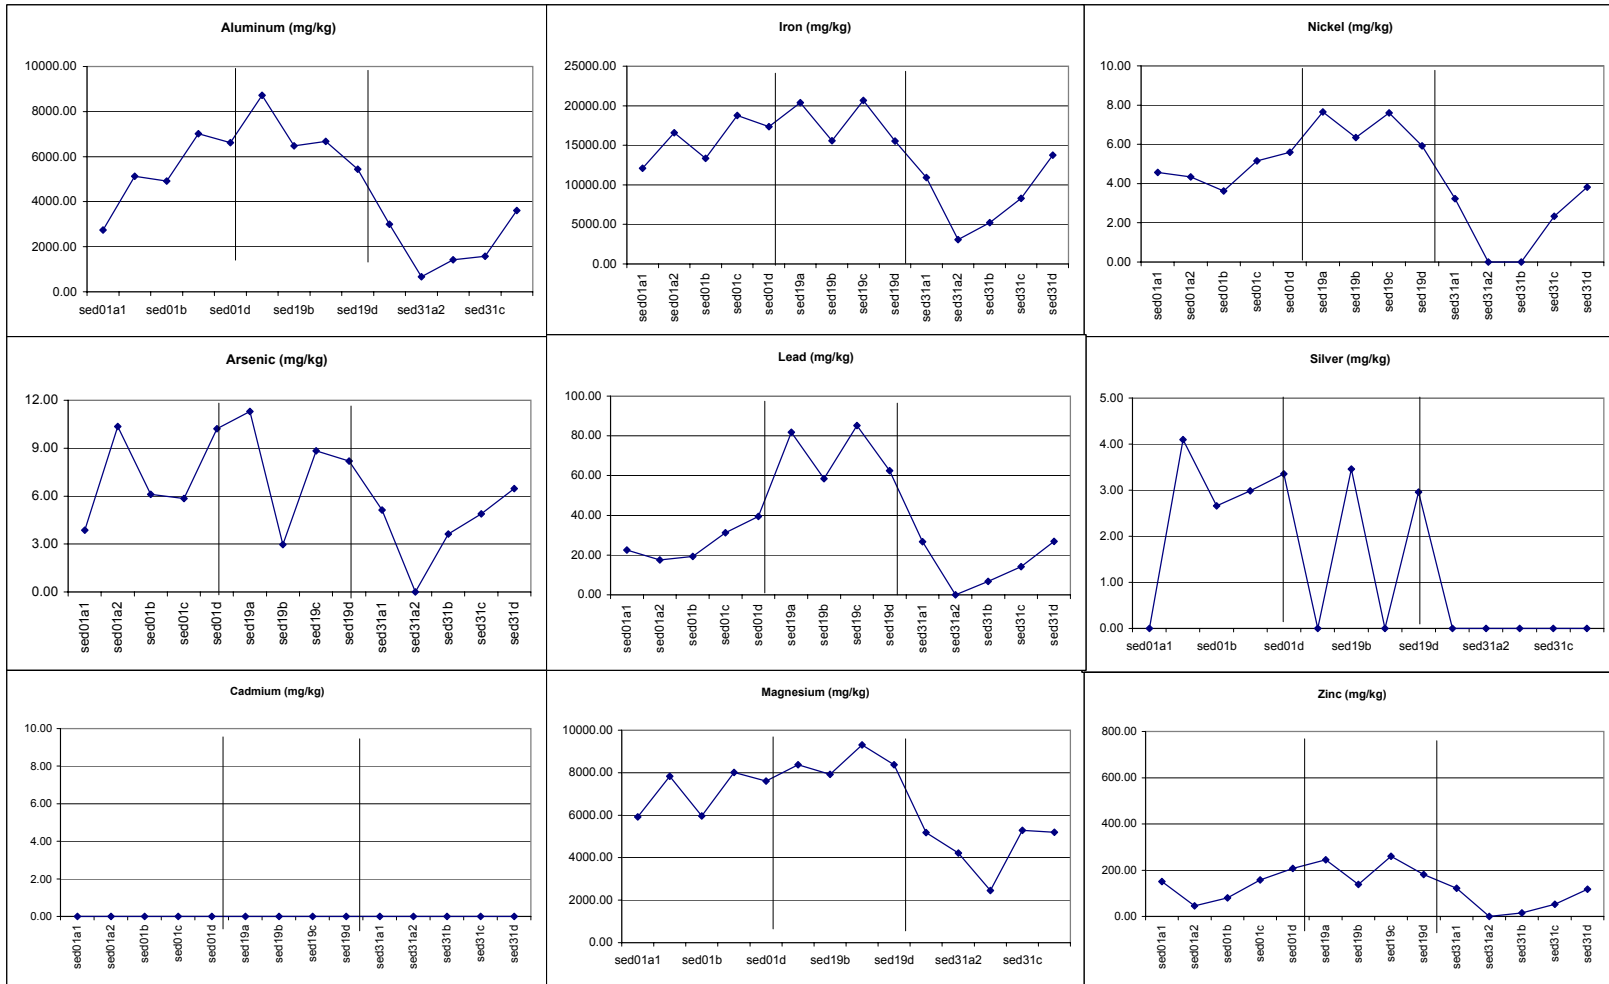 Aluminum (mg/kg)
10000.00
8000.00
6000.00
4000.00
2000.00
0.00
sed01a1 sed01b sed01d sed19b sed19d sed31a2 sed31c
Iron (mg/kg)
25000.00
20000.00
15000.00
10000.00
5000.00
0.00
sed01a1 sed01a2 sed01b sed01c sed01d sed19a sed19b sed19c sed19d sed31a1 sed31a2 sed31b sed31c sed31d
Nickel (mg/kg)
10.00
8.00
6.00
4.00
2.00
0.00
sed01a1 sed01a2 sed01b sed01c sed01d sed19a sed19b sed19c sed19d sed31a1 sed31a2 sed31b sed31c sed31d
Arsenic (mg/kg)
12.00
9.00
6.00
3.00
0.00
sed01a1 sed01a2 sed01b sed01c sed01d sed19a sed19b sed19c sed19d sed31a1 sed31a2 sed31b sed31c sed31d
Lead (mg/kg)
100.00
80.00
60.00
40.00
20.00
0.00
sed01a1 sed01a2 sed01b sed01c sed01d sed19a sed19b sed19c sed19d sed31a1 sed31a2 sed31b sed31c sed31d
Silver (mg/kg)
5.00
4.00
3.00
2.00
1.00
0.00
sed01a1 sed01b sed01d sed19b sed19d sed31a2 sed31c
Cadmium (mg/kg)
10.00
8.00
6.00
4.00
2.00
0.00
sed01a1 sed01a2 sed01b sed01c sed01d sed19a sed19b sed19c sed19d sed31a1 sed31a2 sed31b sed31c sed31d
Magnesium (mg/kg)
10000.00
8000.00
6000.00
4000.00
2000.00
0.00
sed01a1 sed01b sed01d sed19b sed19d sed31a2 sed31c
Zinc (mg/kg)
800.00
600.00
400.00
200.00
0.00
sed01a1 sed01a2 sed01b sed01c sed01d sed19a sed19b sed19c sed19d sed31a1 sed31a2 sed31b sed31c sed31d